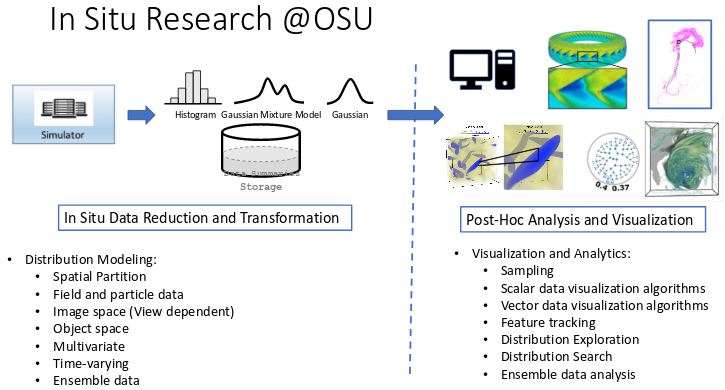 In Situ Research @OSU
Simulator
Histogram Gaussian Mixture Model Gaussian
Data Summaries
Storage
0.4 0.37
In Situ Data Reduction and Transformation
Post-Hoc Analysis and Visualization
• Distribution Modeling:
• Spatial Partition
• Field and particle data
• Image space (View dependent)
• Object space
• Multivariate
• Time-varying
• Ensemble data
• Visualization and Analytics:
• Sampling
• Scalar data visualization algorithms
• Vector data visualization algorithms
• Feature tracking
• Distribution Exploration
• Distribution Search
• Ensemble data analysis